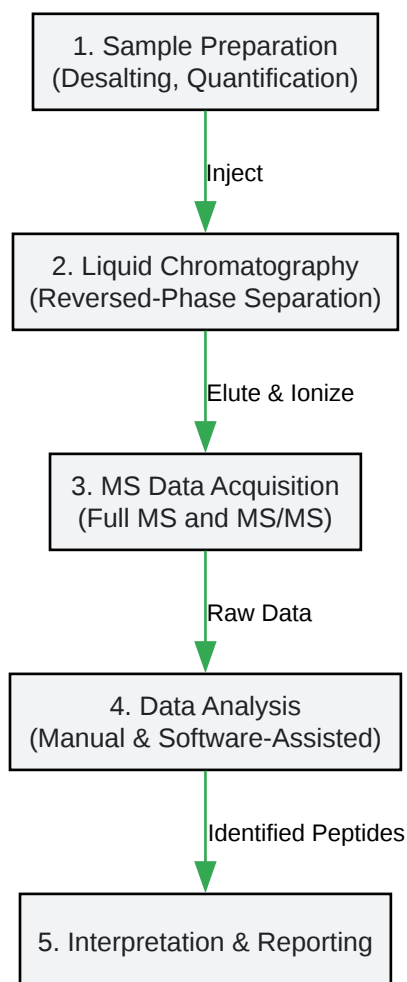 1. Sample Preparation
(Desalting, Quantification)
Inject
2. Liquid Chromatography
(Reversed-Phase Separation)
Elute & Ionize
3. MS Data Acquisition
(Full MS and MS/MS)
Raw Data
4. Data Analysis
(Manual & Software-Assisted)
Identified Peptides
5. Interpretation & Reporting